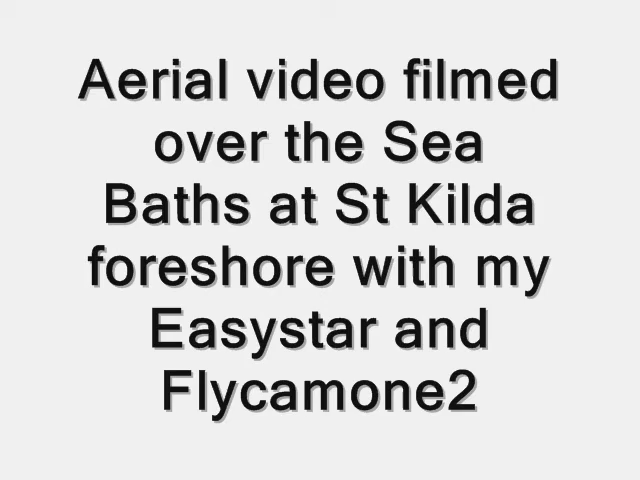 Aerial video filmed
over the Sea
Baths at St Kilda
foreshore with my
Easystar and
Flycamone2